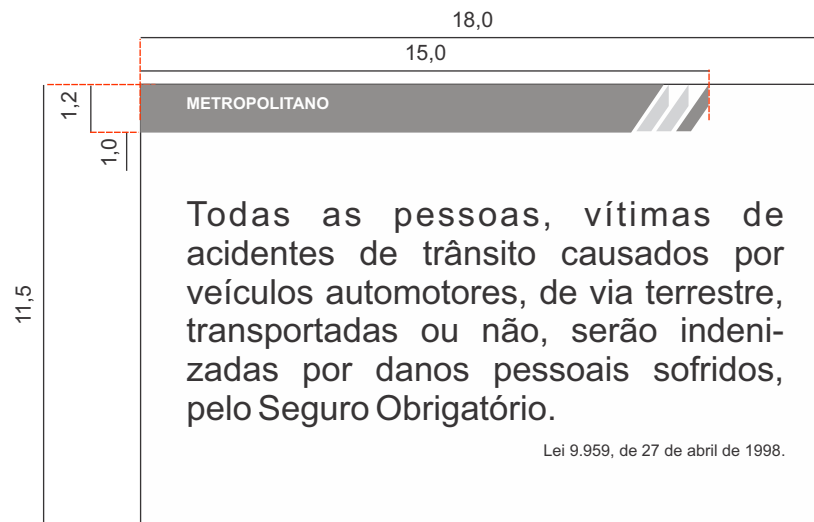 18,0
15,0
1,2
METROPOLITANO
1,0
Todas as pessoas, vítimas de
acidentes de trânsito causados por
veículos automotores, de via terrestre,
transportadas ou não, serão indeni-
zadas por danos pessoais sofridos,
pelo Seguro Obrigatório.
11,5
Lei 9.959, de 27 de abril de 1998.